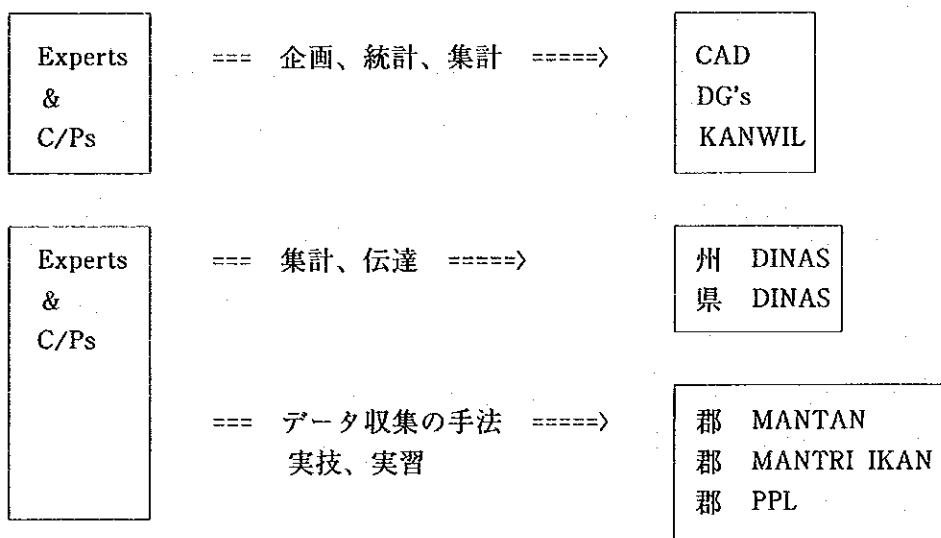 Experts === 企画、統計、集計 =====> CAD
& DG's
C/Ps KANWIL
Experts === 集計、伝達 =====> 州 DINAS
& 県 DINAS
C/Ps
=== データ収集の手法 =====> 郡 MANTAN
実技、実習 郡 MANTRI IKAN
郡 PPL